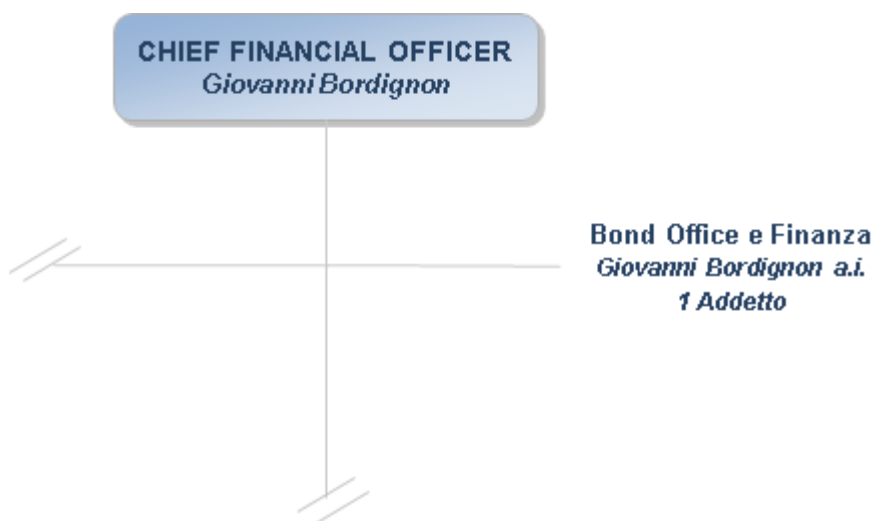 CHIEF FINANCIAL OFFICER
Giovanni Bordignon
Bond Office e Finanza
Giovanni Bordignon a.i.
1 Addetto